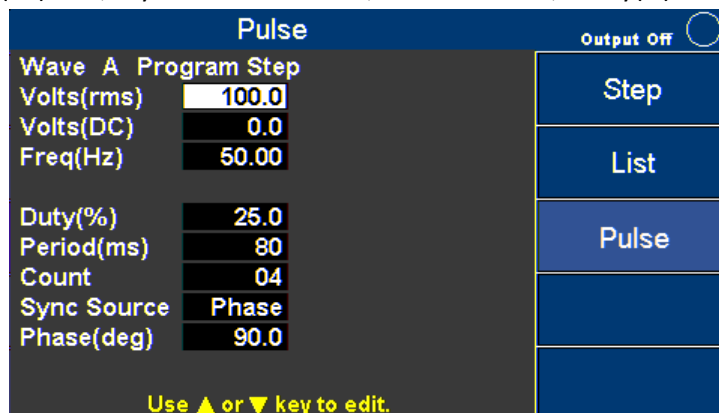 Pulse
Output Off
Wave A Program Step
Volts(rms) 100.0
Volts(DC) 0.0
Freq(Hz) 50.00
Duty(%) 25.0
Period(ms) 80
Count 04
Sync Source Phase
Phase(deg) 90.0
Use ▲ or ▼ key to edit.
Step
List
Pulse